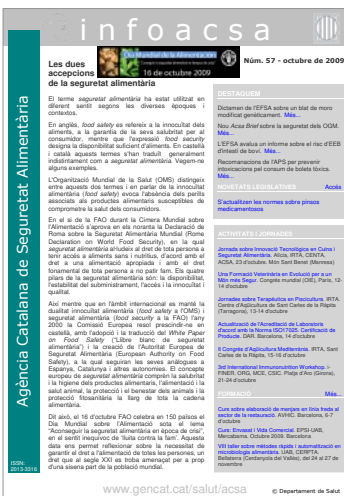 infoacsa
Agència Catalana de Seguretat Alimentària
ISSN:
2013-3316
Les dues
accepcions
de la seguretat alimentària
Dia Mundial de la Alimentación
16 de octubre 2009
Núm. 57 - octubre de 2009
El terme seguretat alimentària ha estat utilitzat en
diferent sentit segons les diverses èpoques i
contextos.
En anglès, food safety es refereix a la innocuïtat dels
aliments, a la garantia de la seva salubritat per al
consumidor, mentre que l'expressió food security
designa la disponibilitat suficient d'aliments. En castellà
i català aquests termes s'han traduït generalment
indistintament com a seguretat alimentària. Vegem-ne
alguns exemples.
L'Organització Mundial de la Salut (OMS) distingeix
entre aquests dos termes i en parlar de la innocuïtat
alimentària (food safety) evoca l'absència dels perills
associats als productes alimentaris susceptibles de
comprometre la salut dels consumidors.
En el si de la FAO durant la Cimera Mundial sobre
l'Alimentació s'aprova en els noranta la Declaració de
Roma sobre la Seguretat Alimentària Mundial (Rome
Declaration on World Food Security), en la qual
seguretat alimentària al·ludeix al dret de tota persona a
tenir accés a aliments sans i nutritius, d'acord amb el
dret a una alimentació apropiada i amb el dret
fonamental de tota persona a no patir fam. Els quatre
pilars de la seguretat alimentària són: la disponibilitat,
l'estabilitat del subministrament, l'accés i la innocuïtat i
qualitat.
Així mentre que en l'àmbit internacional es manté la
dualitat innocuïtat alimentària (food safety a l'OMS) i
seguretat alimentària (food security a la FAO) l'any
2000 la Comissió Europea resol prescindir-ne en
castellà, amb l'adopció i la traducció del White Paper
on Food Safety ("Libre blanc de seguretat
alimentària") i la creació de l'Autoritat Europea de
Seguretat Alimentària (European Authority on Food
Safety), a la qual seguiran les seves anàlogues a
Espanya, Catalunya i altres autonomies. El concepte
europeu de seguretat alimentària comprèn la salubritat
i la higiene dels productes alimentaris, l'alimentació i la
salut animal, la protecció i el benestar dels animals i la
protecció fitosanitària al llarg de tota la cadena
alimentària.
Dit això, el 16 d'octubre FAO celebra en 150 països el
Dia Mundial de l'Alimentació sota el lema
"Aconseguir la seguretat alimentària en època de crisi",
en el sentit inequívoc de 'lluita contra la fam'. Aquesta
data ens permet reflexionar sobre la necessitat de
garantir el dret a l'alimentació de totes les persones, un
dret que al segle XXI es troba amenaçat per a prop
d'una sisena part de la població mundial.
DESTAQUEM
Dictamen de l'EFSA sobre un blat de moro
modificat genèticament. Més...
Nou Acsa Brief sobre la seguretat dels OGM.
Més...
L'EFSA avalua un informe sobre el risc d'EEB
d'intestí de boví. Més...
Recomanacions de l'APS per prevenir
intoxicacions pel consum de bolets tòxics.
Més...
NOVETATS LEGISLATIVES Accés
S'actualitzen les normes sobre pinsos
medicamentosos
ACTIVITATS I JORNADES
Jornada sobre Innovació Tecnològica en Cuina i
Seguretat Alimentària. Alícia, IRTA, CENTA,
ACSA, 23 d'octubre. Món Sant Benet (Manresa)
Una Formació Veterinària en Evolució per a un
Món més Segur. Congrés mundial (OIE), París, 12-
14 d'octubre
Jornades sobre Terapèutica en Piscicultura. IRTA.
Centre d'Aqüicultura de Sant Carles de la Ràpita
(Tarragona), 13-14 d'octubre
Actualización de l'Acreditació de Laboratoris
d'acord amb la Norma ISO17025. Certificación de
Producte. OAR. Barcelona, 14 d'octubre
II Congrés d'Aqüicultura Mediterrània. IRTA, Sant
Carles de la Ràpita, 15-16 d'octubre
3rd International Immunonutrition Workshop. i-
FINER, ORG, MCE, CSIC. Platja d'Aro (Girona),
21-24 d'octubre
FORMACIÓ Més...
Curs sobre elaboración de menjars en línia freda al
sector de la restauració. AVHIC. Barcelona, 6-7
d'octubre
Curs: Envasat i Vida Comercial. EPSI-UAB,
Mercabarna. Octubre 2009. Barcelona
VIII taller sobre mètodes ràpids i automatització en
microbiologia alimentària. UAB, CERPTA.
Bellaterra (Cerdanyola del Vallès), del 24 al 27 de
novembre
www.gencat.cat/salut/acsa
© Departament de Salut